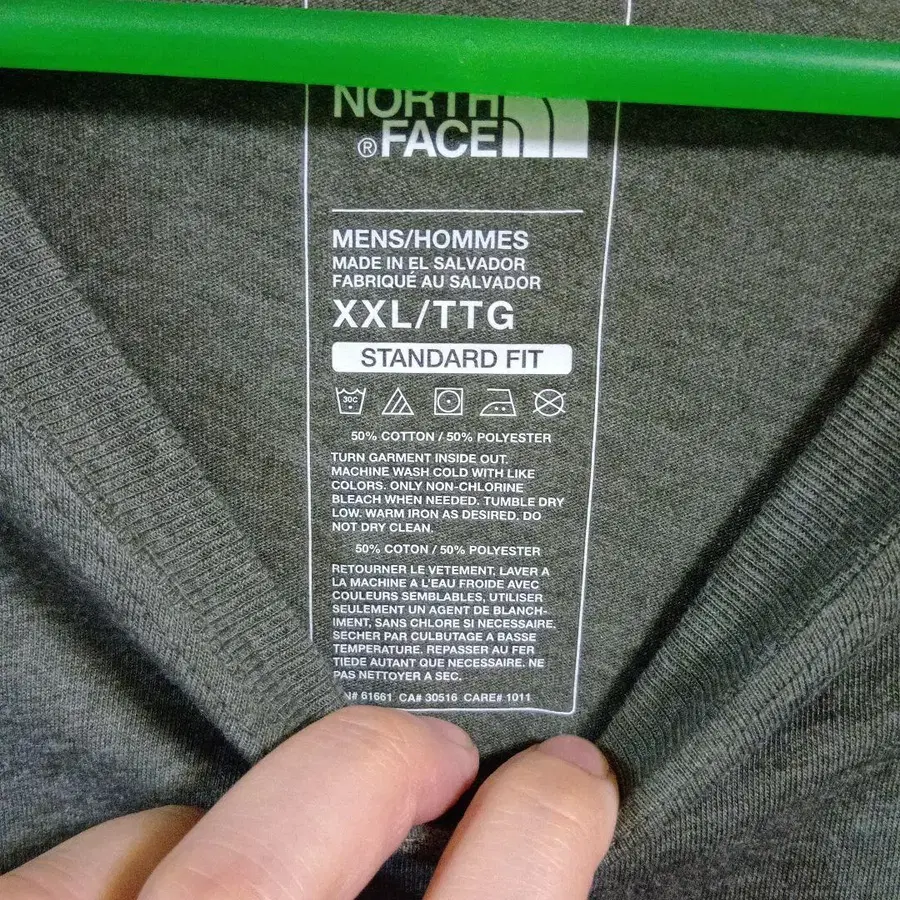 NORTH
® FACE
MENS/HOMMES
MADE IN EL SALVADOR
FABRIQUÉ AU SALVADOR
XXL/TTG
STANDARD FIT
30C
50% COTTON / 50% POLYESTER
TURN GARMENT INSIDE OUT.
MACHINE WASH COLD WITH LIKE
COLORS. ONLY NON-CHLORINE
BLEACH WHEN NEEDED. TUMBLE DRY
LOW. WARM IRON AS DESIRED. DO
NOT DRY CLEAN.
50% COTON / 50% POLYESTER
RETOURNER LE VETEMENT, LAVER A
LA MACHINE A L'EAU FROIDE AVEC
COULEURS SEMBLABLES, UTILISER
SEULEMENT UN AGENT DE BLANCH-
IMENT, SANS CHLORE SI NECESSAIRE.
SECHER PAR CULBUTAGE A BASSE
TEMPERATURE. REPASSER AU FER
TIEDE AUTANT QUE NECESSAIRE. NE
PAS NETTOYER A SEC.
N# 61661 CA# 30516 CARE# 1011